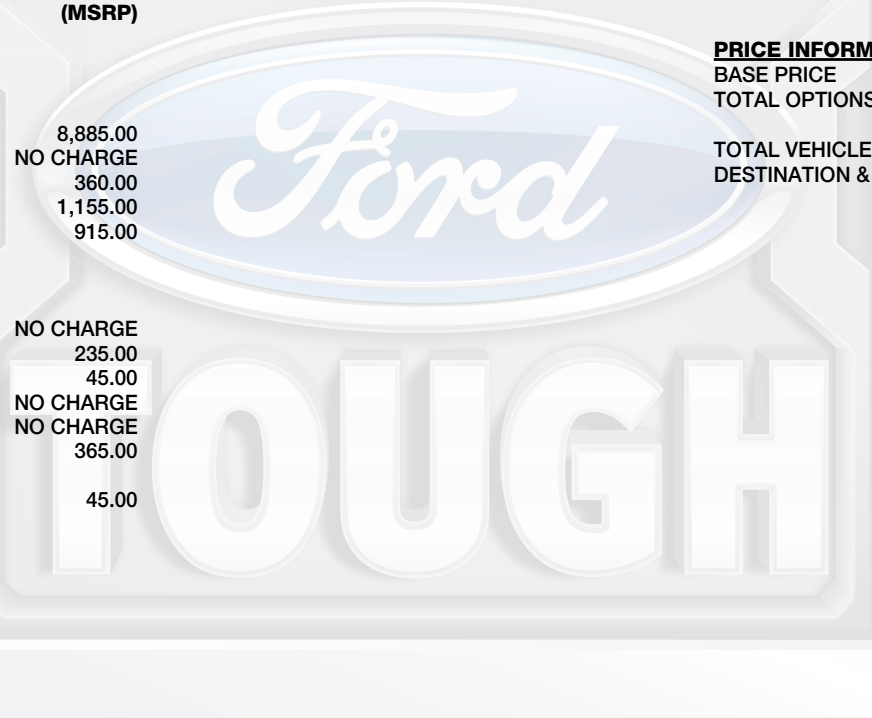 (MSRP)
8,885.00
NO CHARGE
360.00
1,155.00
915.00
NO CHARGE
235.00
45.00
NO CHARGE
NO CHARGE
365.00
45.00
PRICE INFORM
BASE PRICE
TOTAL OPTIONS
TOTAL VEHICLE
DESTINATION &
Ford
TOUGH